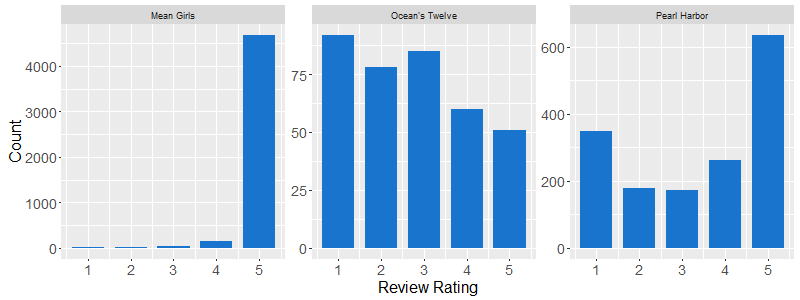 Mean Girls
Ocean's Twelve
Pearl Harbor
Count
4000
3000
2000
1000
0
75
50
25
0
600
400
200
0
1 2 3 4 5
1 2 3 4 5
1 2 3 4 5
Review Rating